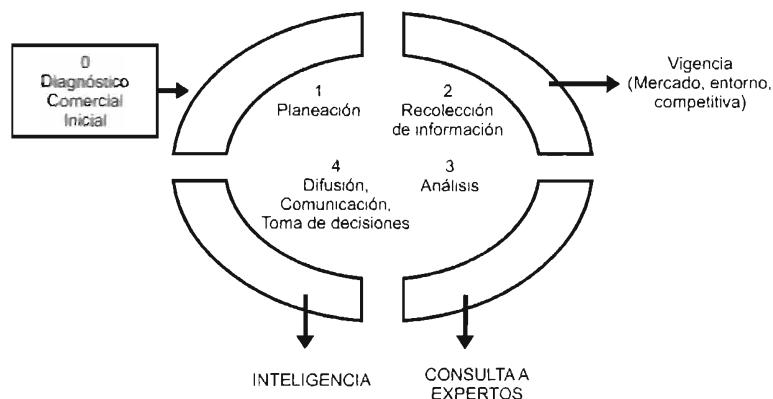 0
Diagnóstico
Comercial
Inicial
1
Planeación
2
Recolección
de información
Vigencia
(Mercado, entorno,
competitiva)
4
Difusión,
Comunicación,
Toma de decisiones
3
Análisis
INTELIGENCIA
CONSULTA A
EXPERTOS